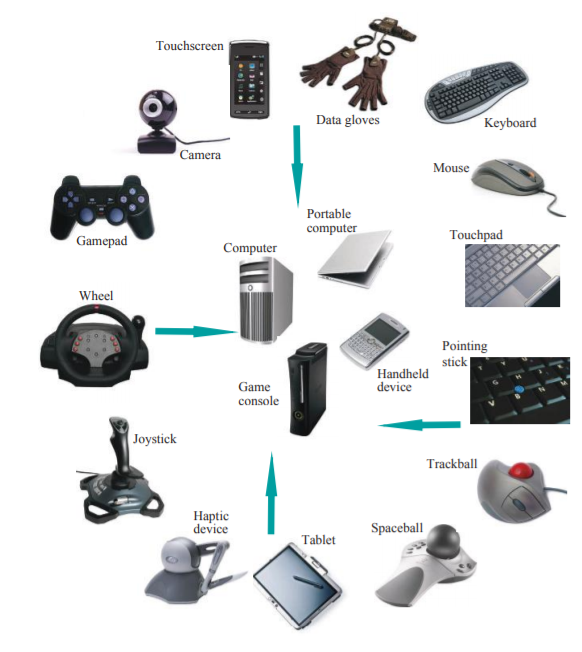 Touchscreen
Data gloves
Keyboard
Camera
Mouse
Gamepad
Portable
computer
Touchpad
Computer
Wheel
Pointing
stick
Handheld
device
Game
console
Joystick
Trackball
Haptic
device
Tablet
Spaceball